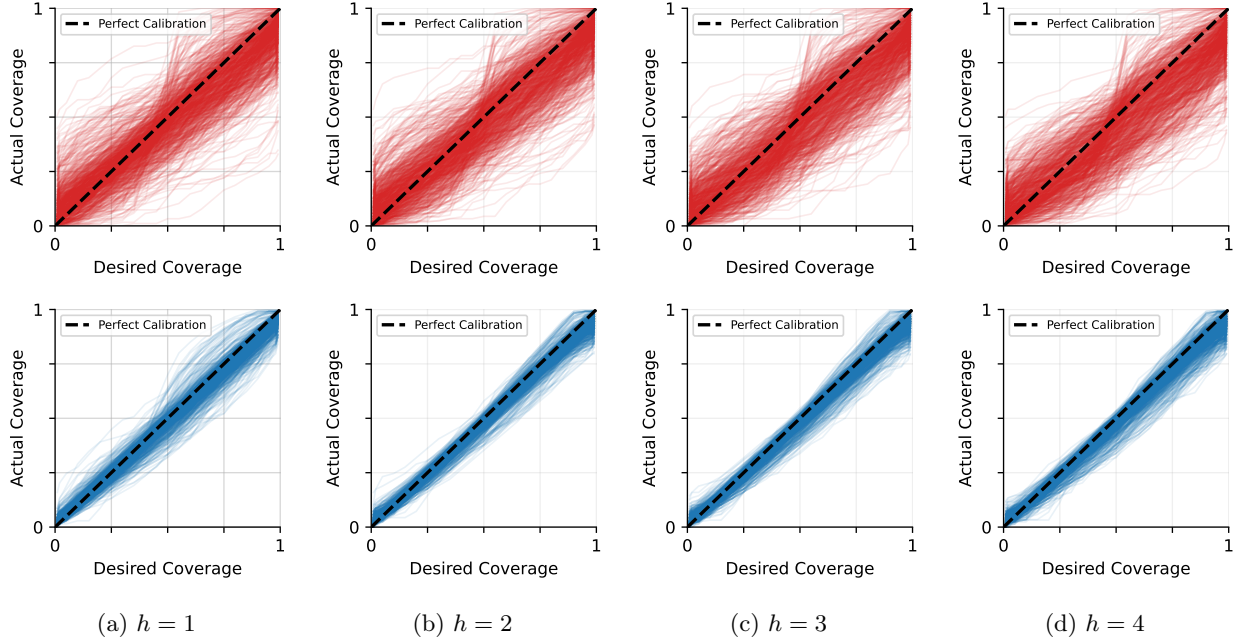 1
Perfect Calibration
Actual Coverage
0
0
1
Desired Coverage
1
Perfect Calibration
Actual Coverage
0
0
1
Desired Coverage
1
Perfect Calibration
Actual Coverage
0
0
1
Desired Coverage
1
Perfect Calibration
Actual Coverage
0
0
1
Desired Coverage
1
Perfect Calibration
Actual Coverage
0
0
1
Desired Coverage
1
Perfect Calibration
Actual Coverage
0
0
1
Desired Coverage
1
Perfect Calibration
Actual Coverage
0
0
1
Desired Coverage
1
Perfect Calibration
Actual Coverage
0
0
1
Desired Coverage
(a) h = 1
(b) h = 2
(c) h = 3
(d) h = 4